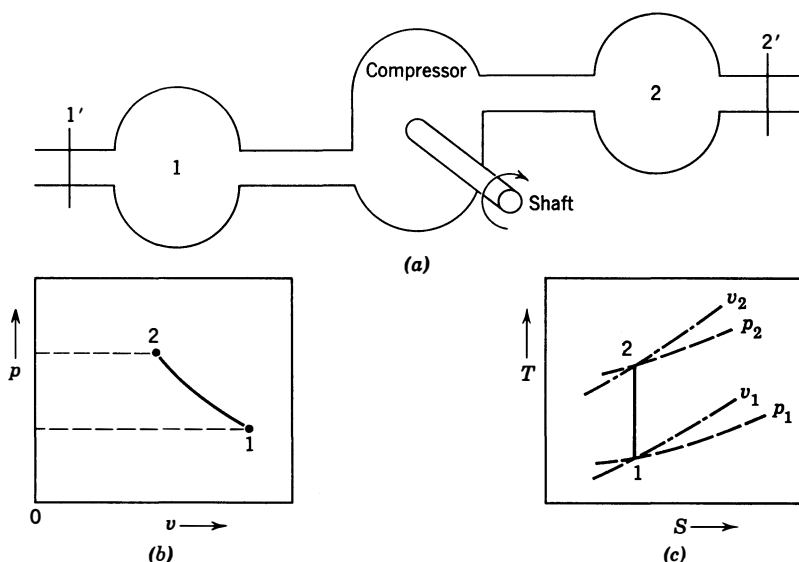 Compressor
1'
1
2
2'
Shaft
(a)
p
2
1
0
v
(b)
T
v₂
p₂
2
v₁
p₁
1
S
(c)